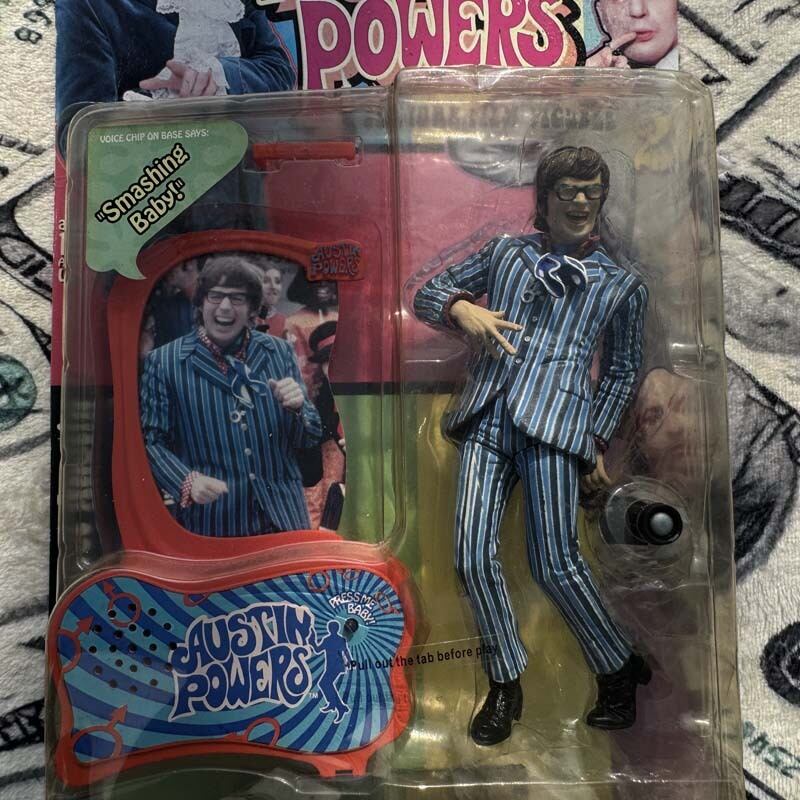 POWERS
VOICE CHIP ON BASE SAYS:
"Smashing
Baby!"
AUSTIN
POWERS
PRESS ME
BABY!
AUSTIN
POWERS™
Pull out the tab before play